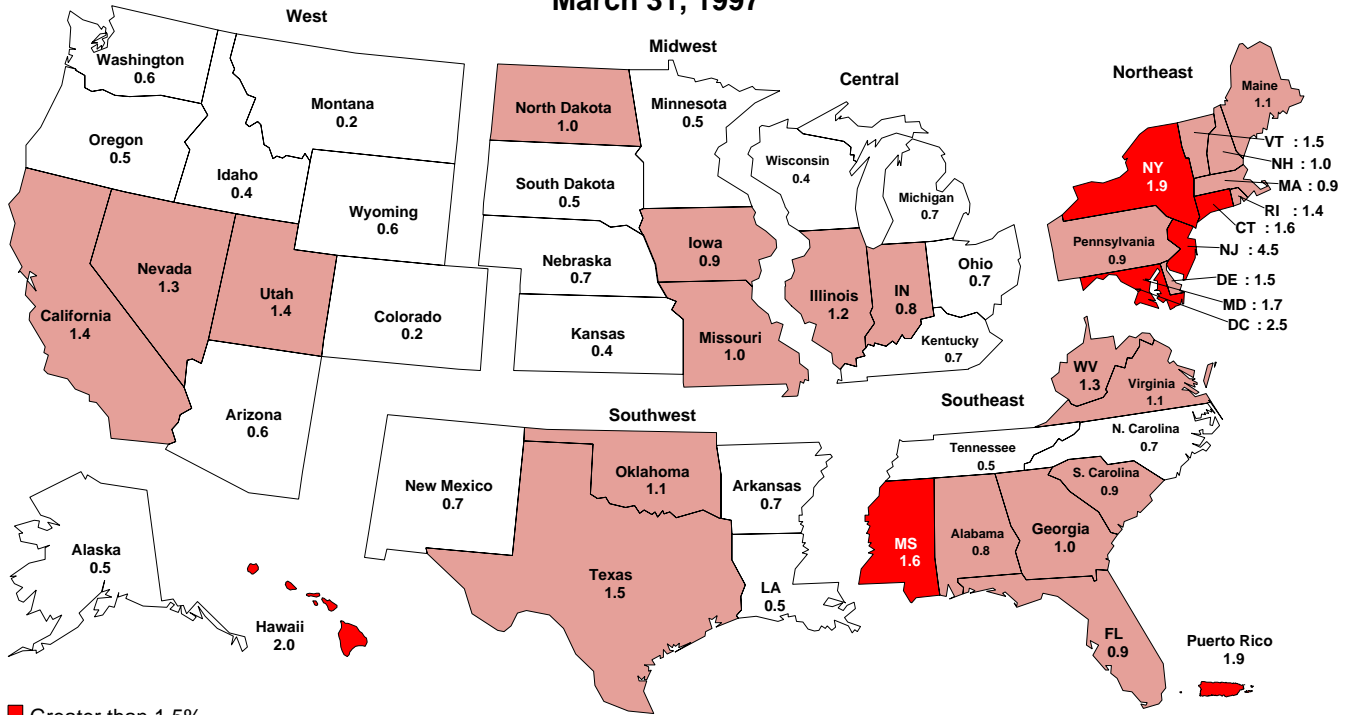 March 31, 1997
West
Midwest
Central
Northeast
Washington
0.6
Montana
0.2
Oregon
0.5
Idaho
0.4
Wyoming
0.6
Nevada
1.3
Utah
1.4
California
1.4
Colorado
0.2
Arizona
0.6
Alaska
0.5
Hawaii
2.0
North Dakota
1.0
Minnesota
0.5
South Dakota
0.5
Nebraska
0.7
Iowa
0.9
Kansas
0.4
Missouri
1.0
Wisconsin
0.4
Michigan
0.7
Illinois
1.2
IN
0.8
Ohio
0.7
Kentucky
0.7
Maine
1.1
VT : 1.5
NH : 1.0
MA : 0.9
RI : 1.4
CT : 1.6
NJ : 4.5
DE : 1.5
MD : 1.7
DC : 2.5
NY
1.9
Pennsylvania
0.9
Southwest
New Mexico
0.7
Oklahoma
1.1
Arkansas
0.7
Texas
1.5
LA
0.5
Southeast
WV
1.3
Virginia
1.1
Tennessee
0.5
N. Carolina
0.7
S. Carolina
0.9
MS
1.6
Alabama
0.8
Georgia
1.0
FL
0.9
Puerto Rico
1.9
Greater than 1.5%